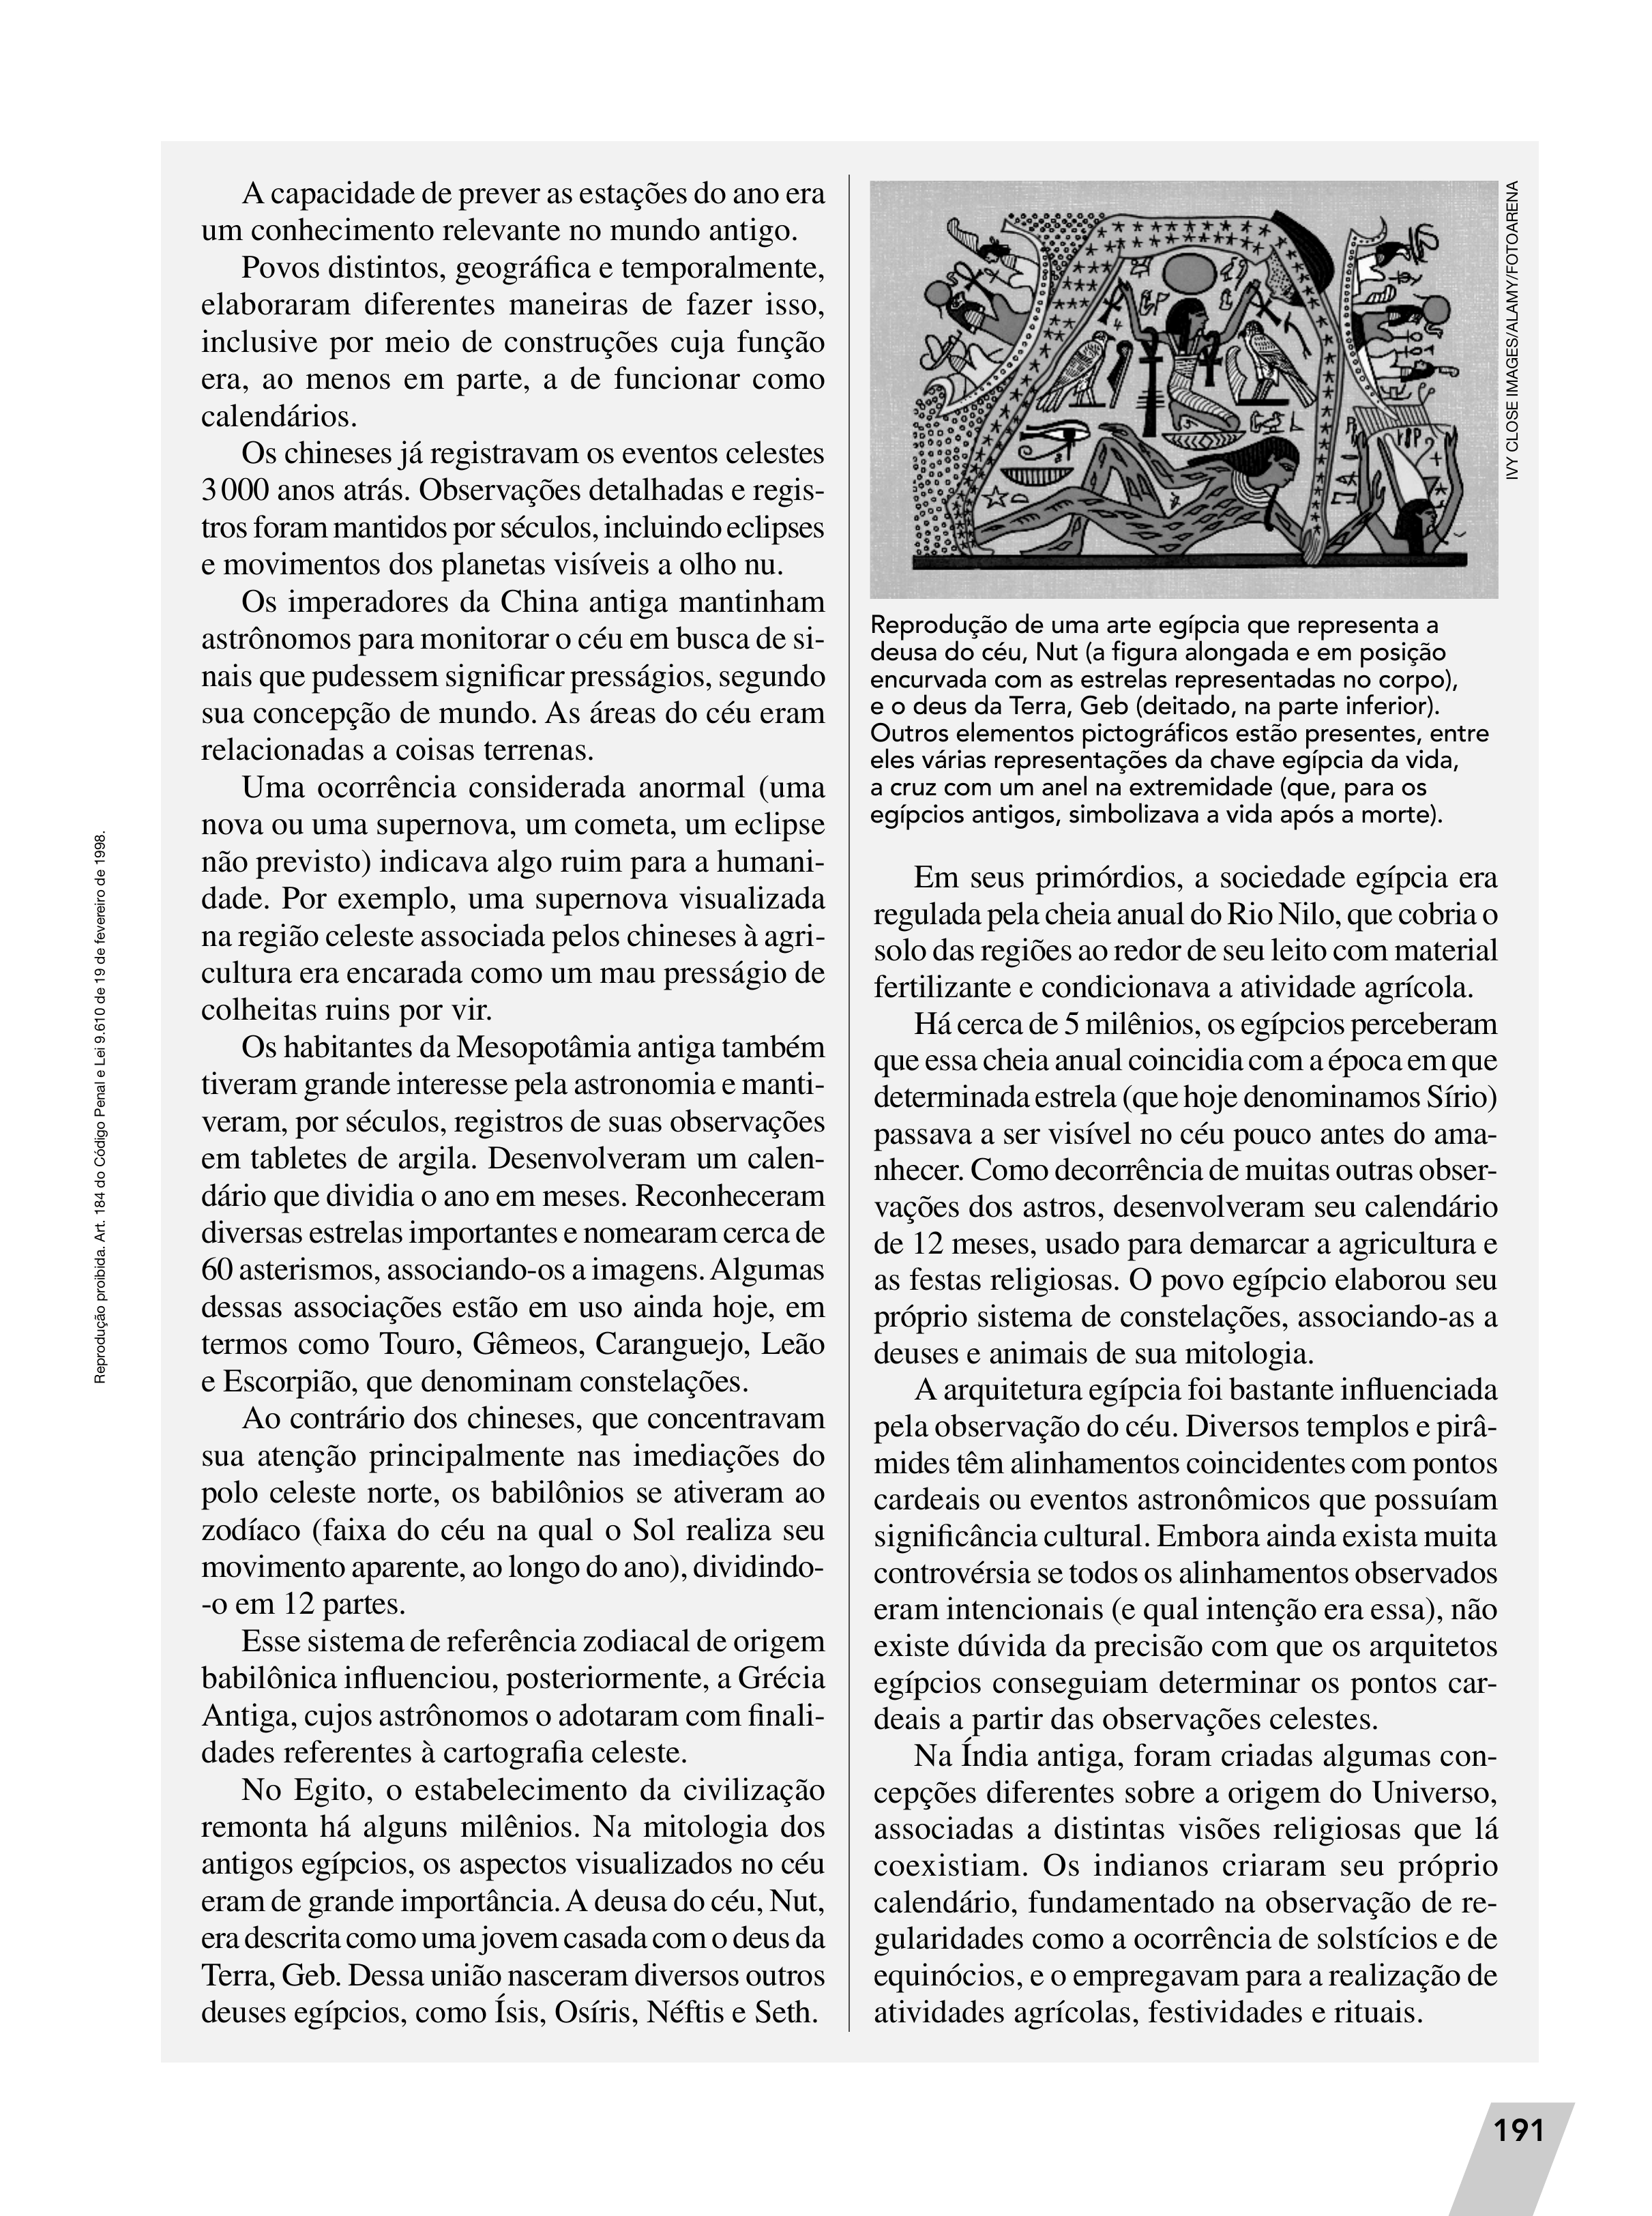 A capacidade de prever as estações do ano era
um conhecimento relevante no mundo antigo.
Povos distintos, geográfica e temporalmente,
elaboraram diferentes maneiras de fazer isso,
inclusive por meio de construções cuja função
era, ao menos em parte, a de funcionar como
calendários.
Os chineses já registravam os eventos celestes
3 000 anos atrás. Observações detalhadas e regis-
tros foram mantidos por séculos, incluindo eclipses
e movimentos dos planetas visíveis a olho nu.
Os imperadores da China antiga mantinham
astrônomos para monitorar o céu em busca de si-
nais que pudessem significar presságios, segundo
sua concepção de mundo. As áreas do céu eram
relacionadas a coisas terrenas.
Uma ocorrência considerada anormal (uma
nova ou uma supernova, um cometa, um eclipse
não previsto) indicava algo ruim para a humani-
dade. Por exemplo, uma supernova visualizada
na região celeste associada pelos chineses à agri-
cultura era encarada como um mau presságio de
colheitas ruins por vir.
Os habitantes da Mesopotâmia antiga também
tiveram grande interesse pela astronomia e manti-
veram, por séculos, registros de suas observações
em tabletes de argila. Desenvolveram um calen-
dário que dividia o ano em meses. Reconheceram
diversas estrelas importantes e nomearam cerca de
60 asterismos, associando-os a imagens. Algumas
dessas associações estão em uso ainda hoje, em
termos como Touro, Gêmeos, Caranguejo, Leão
e Escorpião, que denominam constelações.
Ao contrário dos chineses, que concentravam
sua atenção principalmente nas imediações do
polo celeste norte, os babilônios se ativeram ao
zodíaco (faixa do céu na qual o Sol realiza seu
movimento aparente, ao longo do ano), dividindo-
-o em 12 partes.
Esse sistema de referência zodiacal de origem
babilônica influenciou, posteriormente, a Grécia
Antiga, cujos astrônomos o adotaram com finali-
dades referentes à cartografia celeste.
No Egito, o estabelecimento da civilização
remonta há alguns milênios. Na mitologia dos
antigos egípcios, os aspectos visualizados no céu
eram de grande importância. A deusa do céu, Nut,
era descrita como uma jovem casada com o deus da
Terra, Geb. Dessa união nasceram diversos outros
deuses egípcios, como Ísis, Osíris, Néftis e Seth.
IVY CLOSE IMAGES/ALAMY/FOTOARENA
Reprodução de uma arte egípcia que representa a
deusa do céu, Nut (a figura alongada e em posição
encurvada com as estrelas representadas no corpo),
e o deus da Terra, Geb (deitado, na parte inferior).
Outros elementos pictográficos estão presentes, entre
eles várias representações da chave egípcia da vida,
a cruz com um anel na extremidade (que, para os
egípcios antigos, simbolizava a vida após a morte).
Em seus primórdios, a sociedade egípcia era
regulada pela cheia anual do Rio Nilo, que cobria o
solo das regiões ao redor de seu leito com material
fertilizante e condicionava a atividade agrícola.
Há cerca de 5 milênios, os egípcios perceberam
que essa cheia anual coincidia com a época em que
determinada estrela (que hoje denominamos Sírio)
passava a ser visível no céu pouco antes do ama-
nhecer. Como decorrência de muitas outras obser-
vações dos astros, desenvolveram seu calendário
de 12 meses, usado para demarcar a agricultura e
as festas religiosas. O povo egípcio elaborou seu
próprio sistema de constelações, associando-as a
deuses e animais de sua mitologia.
A arquitetura egípcia foi bastante influenciada
pela observação do céu. Diversos templos e pirâ-
mides têm alinhamentos coincidentes com pontos
cardeais ou eventos astronômicos que possuíam
significância cultural. Embora ainda exista muita
controvérsia se todos os alinhamentos observados
eram intencionais (e qual intenção era essa), não
existe dúvida da precisão com que os arquitetos
egípcios conseguiam determinar os pontos car-
deais a partir das observações celestes.
Na Índia antiga, foram criadas algumas con-
cepções diferentes sobre a origem do Universo,
associadas a distintas visões religiosas que lá
coexistiam. Os indianos criaram seu próprio
calendário, fundamentado na observação de re-
gularidades como a ocorrência de solstícios e de
equinócios, e o empregavam para a realização de
atividades agrícolas, festividades e rituais.
Reprodução proibida. Art. 184 do Código Penal e Lei 9.610 de 19 de fevereiro de 1998.
191